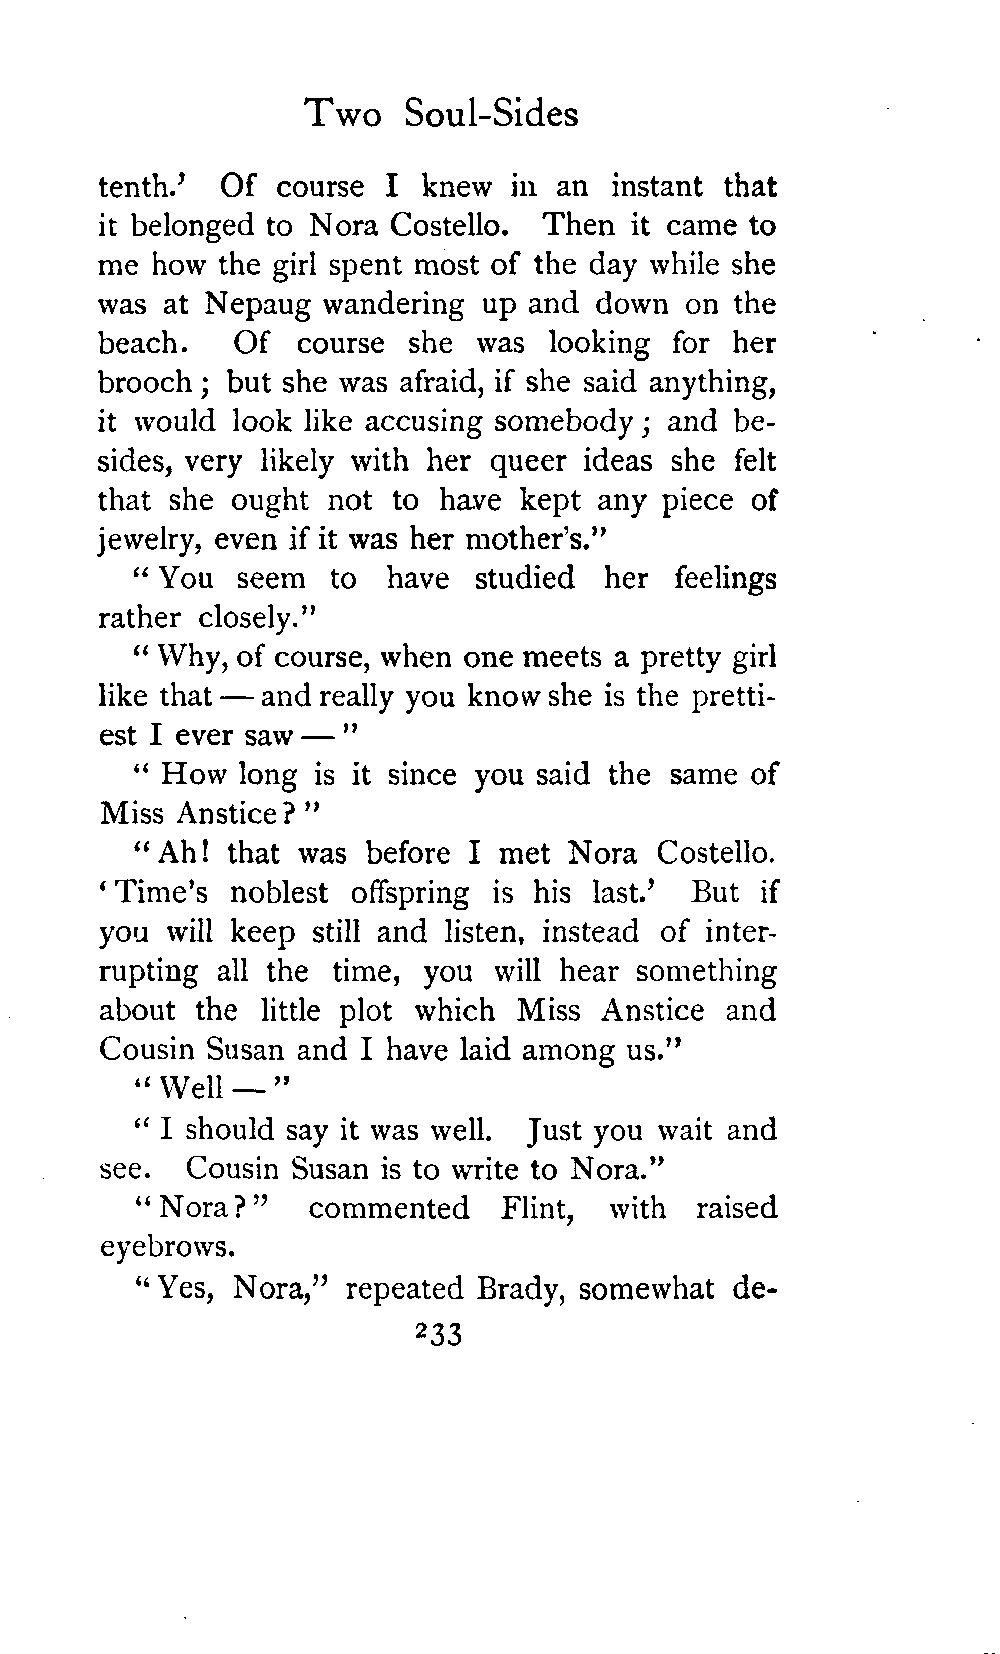 Two Soul-Sides
tenth.' Of course I knew in an instant that
it belonged to Nora Costello. Then it came to
me how the girl spent most of the day while she
was at Nepaug wandering up and down on the
beach. Of course she was looking for her
brooch ; but she was afraid, if she said anything,
it would look like accusing somebody ; and be-
sides, very likely with her queer ideas she felt
that she ought not to have kept any piece of
jewelry, even if it was her mother's."
" You seem to have studied her feelings
rather closely."
" Why, of course, when one meets a pretty girl
like that — and really you know she is the pretti-
est I ever saw — "
" How long is it since you said the same of
Miss Anstice ? "
" Ah ! that was before I met Nora Costello.
' Time's noblest offspring is his last.' But if
you will keep still and listen, instead of inter-
rupting all the time, you will hear something
about the little plot which Miss Anstice and
Cousin Susan and I have laid among us."
" Well — "
" I should say it was well. Just you wait and
see. Cousin Susan is to write to Nora."
" Nora ? " commented Flint, with raised
eyebrows.
" Yes, Nora," repeated Brady, somewhat de-
233